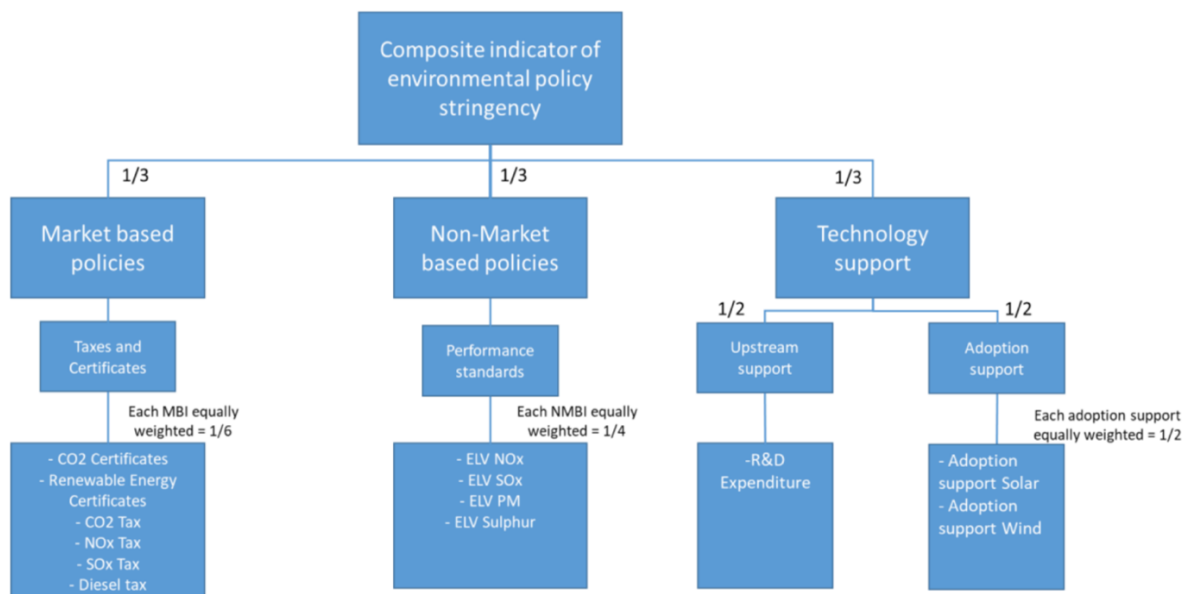 Composite indicator of
environmental policy
stringency
1/3
1/3
1/3
Market based
policies
Non-Market
based policies
Technology
support
1/2
1/2
Taxes and
Certificates
Performance
standards
Upstream
support
Adoption
support
Each MBI equally
weighted = 1/6
Each NMBI equally
weighted = 1/4
Each adoption support
equally weighted = 1/2
- CO2 Certificates
- Renewable Energy
Certificates
- CO2 Tax
- NOx Tax
- SOx Tax
- Diesel tax
- ELV NOx
- ELV SOx
- ELV PM
- ELV Sulphur
-R&D
Expenditure
- Adoption
support Solar
- Adoption
support Wind